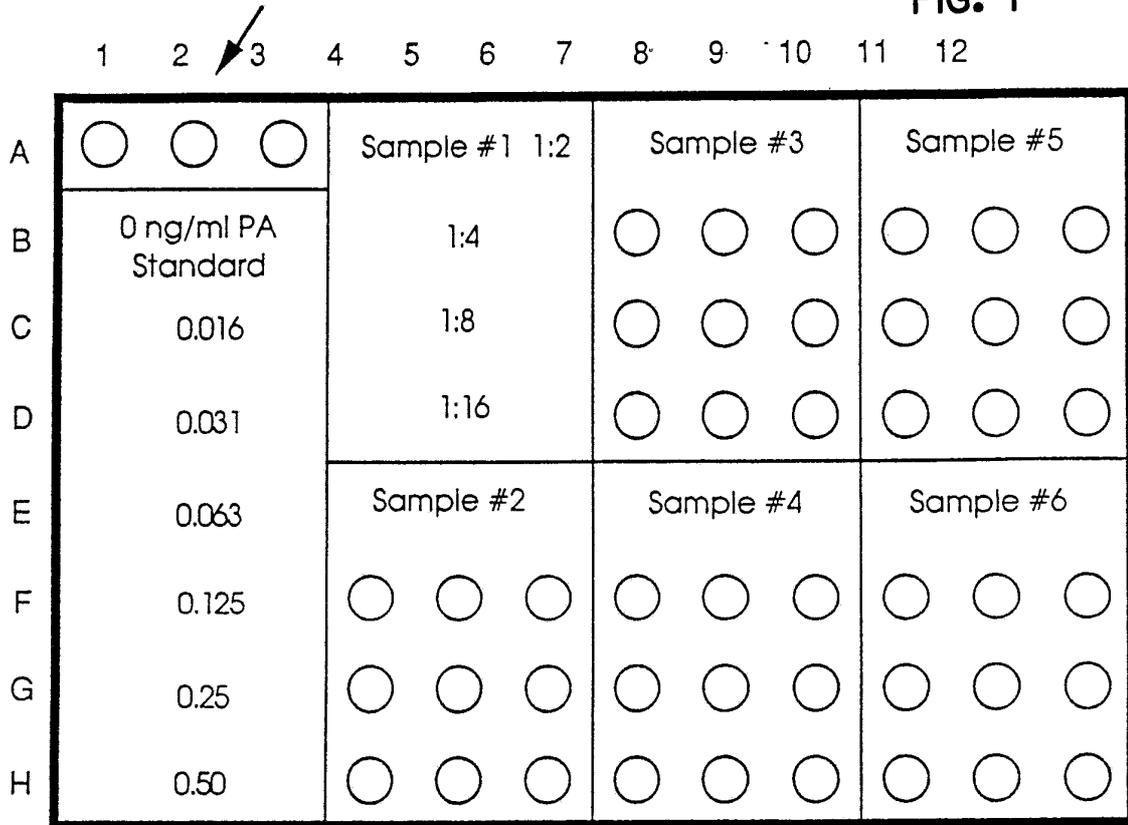 FIG. 1
1 2 3 4 5 6 7 8 9 10 11 12
A Sample #1 1:2 Sample #3 Sample #5
B 0 ng/ml PA 1:4
Standard
C 0.016 1:8
D 0.031 1:16
E 0.063 Sample #2 Sample #4 Sample #6
F 0.125
G 0.25
H 0.50